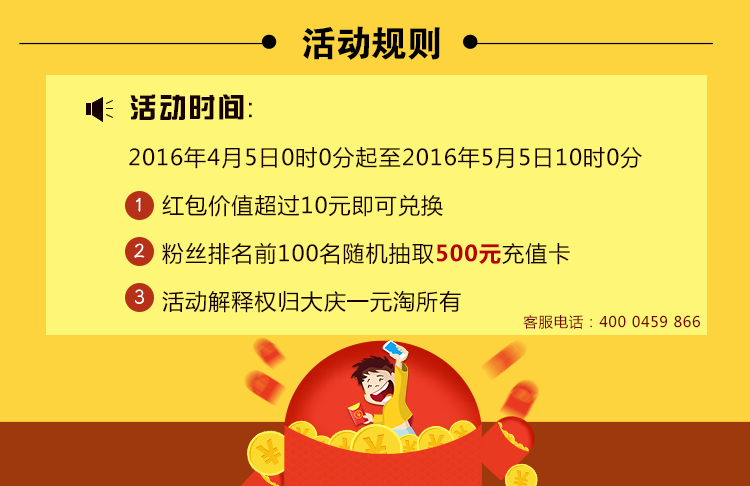 活动规则
活动时间:
2016年4月5日0时0分起至2016年5月5日10时0分
1 红包价值超过10元即可兑换
2 粉丝排名前100名随机抽取500元充值卡
3 活动解释权归大庆一元淘所有
客服电话：400 0459 866